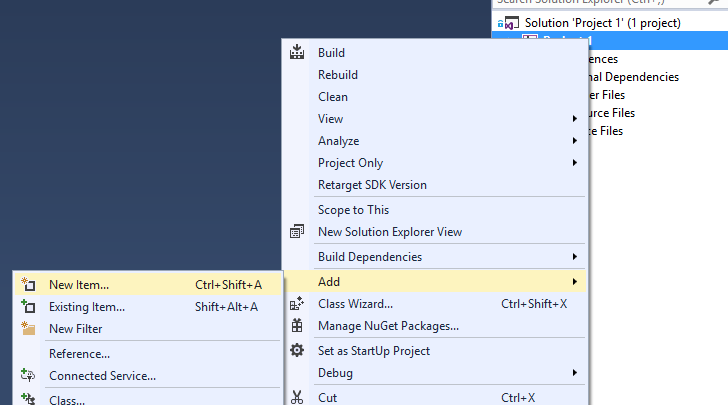 Search Solution Explorer (Ctrl+;)
Solution 'Project 1' (1 project)
Build
Rebuild
Clean
View
Analyze
Project Only
Retarget SDK Version
Scope to This
New Solution Explorer View
Build Dependencies
Add
Class Wizard... Ctrl+Shift+X
Manage NuGet Packages...
Set as StartUp Project
Debug
Cut Ctrl+X
New Item... Ctrl+Shift+A
Existing Item... Shift+Alt+A
New Filter
Reference...
Connected Service...
Class...
ences
nal Dependencies
er Files
urce Files
ce Files